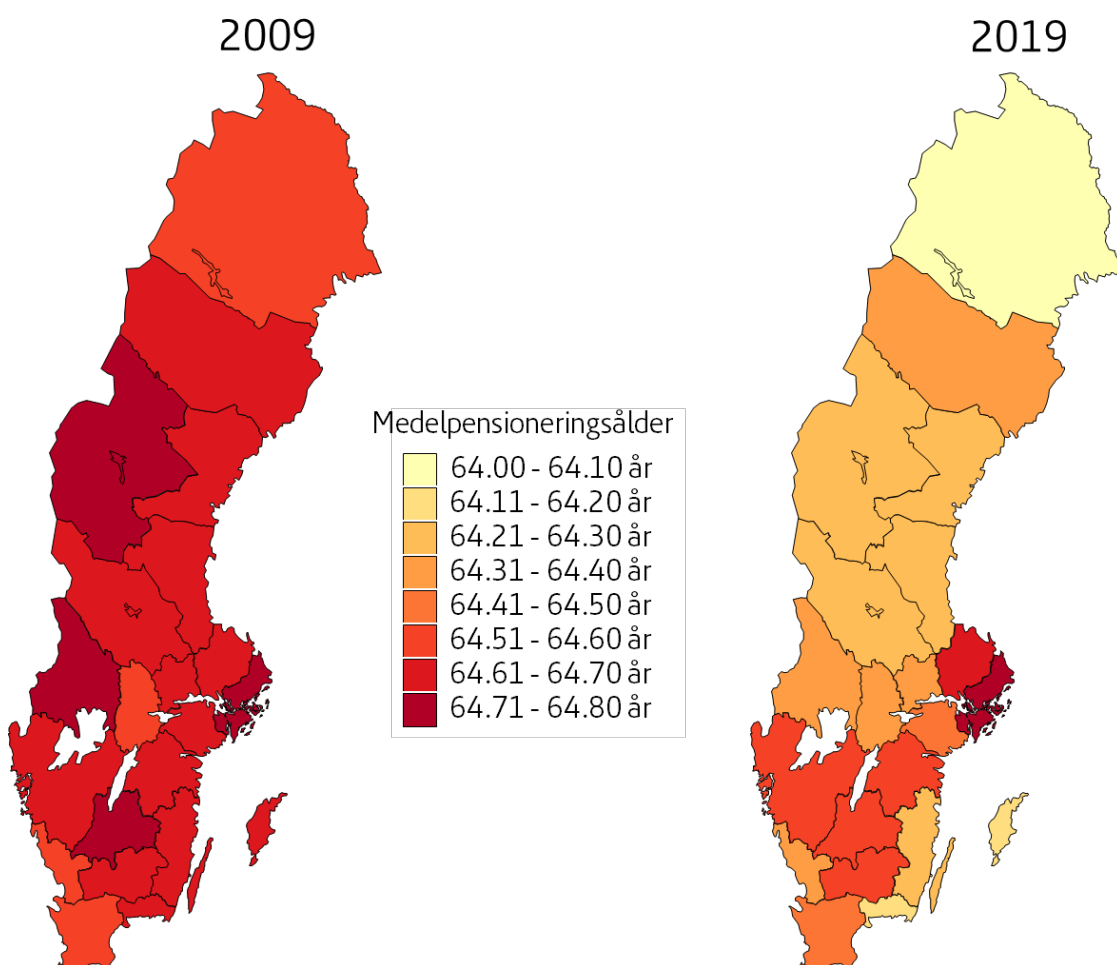 2009
2019
Medelpensioneringsålder
64.00 - 64.10 år
64.11 - 64.20 år
64.21 - 64.30 år
64.31 - 64.40 år
64.41 - 64.50 år
64.51 - 64.60 år
64.61 - 64.70 år
64.71 - 64.80 år